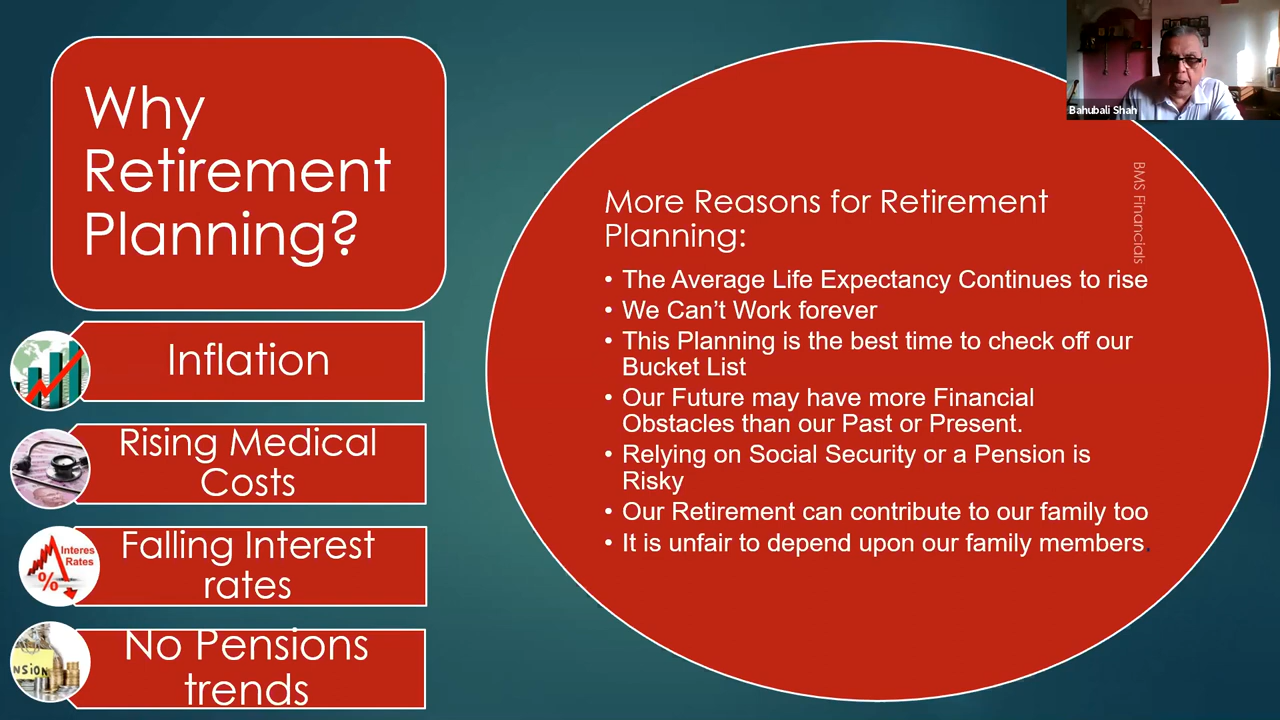 Why
Retirement
Planning?
Inflation
Rising Medical
Costs
Interes
Rates
%
Falling Interest
rates
NSION
No Pensions
trends
More Reasons for Retirement
Planning:
• The Average Life Expectancy Continues to rise
• We Can’t Work forever
• This Planning is the best time to check off our
Bucket List
• Our Future may have more Financial
Obstacles than our Past or Present.
• Relying on Social Security or a Pension is
Risky
• Our Retirement can contribute to our family too
• It is unfair to depend upon our family members.
BMS Financials
Bahubali Shah